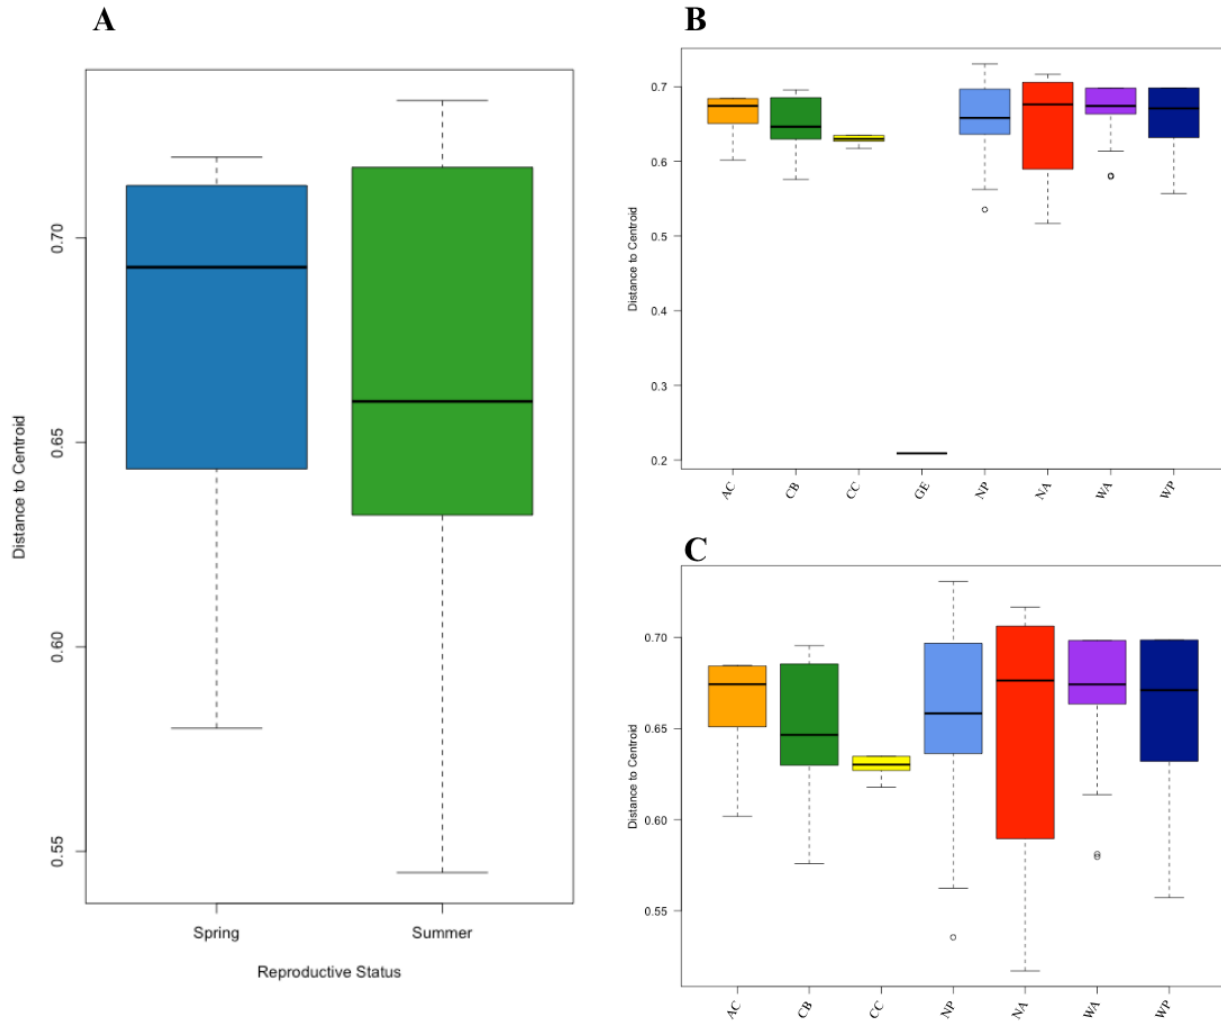 A
Distance to Centroid
0.70
0.65
0.60
0.55
Spring Summer
Reproductive Status
B
Distance to Centroid
0.7
0.6
0.5
0.4
0.3
0.2
AC CB CC GE NP NA WA WP
C
Distance to Centroid
0.70
0.65
0.60
0.55
AC CB CC NP NA WA WP